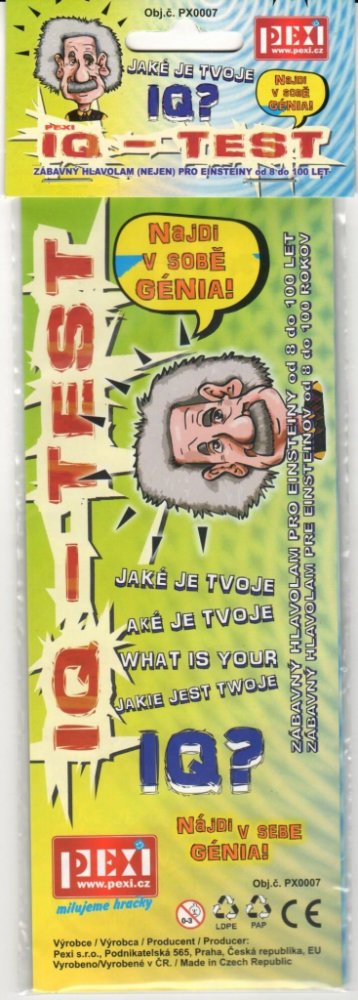 Obj.č. PX0007
PEXI
www.pexi.cz
JAKÉ JE TVOJE
IQ?
NAJDI
V SOBĚ
GÉNIA!
PEXI
IQ - TEST
ZÁBAVNÝ HLAVOLAM (NEJEN) PRO EINSTEINY od 8 do 100 LET
NAJDI
V SOBĚ
GÉNIA!
IQ - TEST
ZÁBAVNÝ HLAVOLAM PRO EINSTEINY od 8 do 100 LET
ZÁBAVNÝ HLAVOLAM PRE EINSTEINOV od 8 do 100 ROKOV
JAKÉ JE TVOJE
AKÉ JE TVOJE
WHAT IS YOUR
JAKIE JEST TWOJE
IQ?
NÁJDI V SEBE
GÉNIA!
PEXI
www.pexi.cz
milujeme hracky
Obj.č. PX0007
0-3
LDPE
PAP
CE
Výrobce / Výrobca / Producent / Producer:
Pexi s.r.o., Podnikatelská 565, Praha, Česká republika, EU
Vyrobeno/Vyrobené v ČR. / Made in Czech Republic